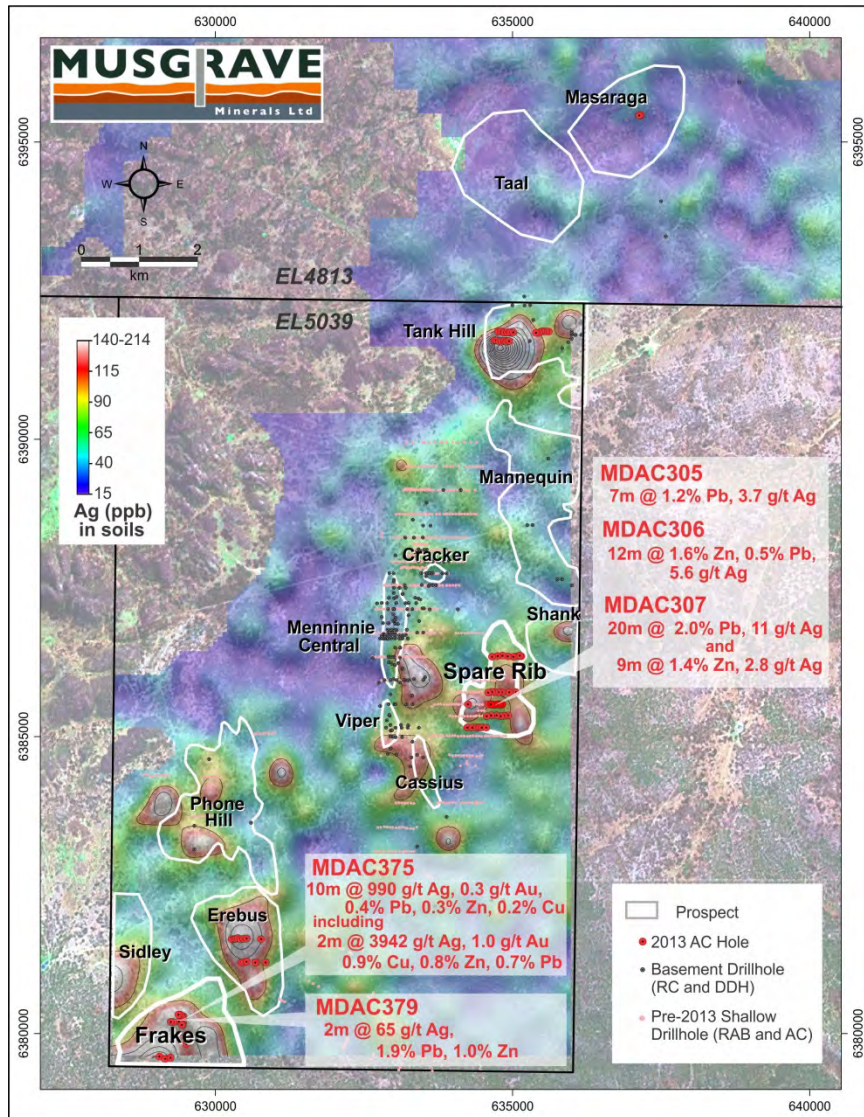 630000
635000
640000
MUSGRAVE
Minerals Ltd
N
W E
S
0 1 2
km
6395000
6395000
Masaraga
Taal
EL4813
EL5039
140-214
115
90
65
40
15
Ag (ppb)
in soils
Tank Hill
6390000
6390000
Mannequin
MDAC305
7m @ 1.2% Pb, 3.7 g/t Ag
MDAC306
12m @ 1.6% Zn, 0.5% Pb,
5.6 g/t Ag
MDAC307
20m @ 2.0% Pb, 11 g/t Ag
and
9m @ 1.4% Zn, 2.8 g/t Ag
Cracker
Menninnie
Central
Shank
Spare Rib
Viper
6385000
6385000
Cassius
Phone
Hill
MDAC375
10m @ 990 g/t Ag, 0.3 g/t Au,
0.4% Pb, 0.3% Zn, 0.2% Cu
including
2m @ 3942 g/t Ag, 1.0 g/t Au
0.9% Cu, 0.8% Zn, 0.7% Pb
Erebus
Sidley
MDAC379
2m @ 65 g/t Ag,
1.9% Pb, 1.0% Zn
Frakes
Prospect
2013 AC Hole
Basement Drillhole
(RC and DDH)
Pre-2013 Shallow
Drillhole (RAB and AC)
6380000
6380000
630000
635000
640000